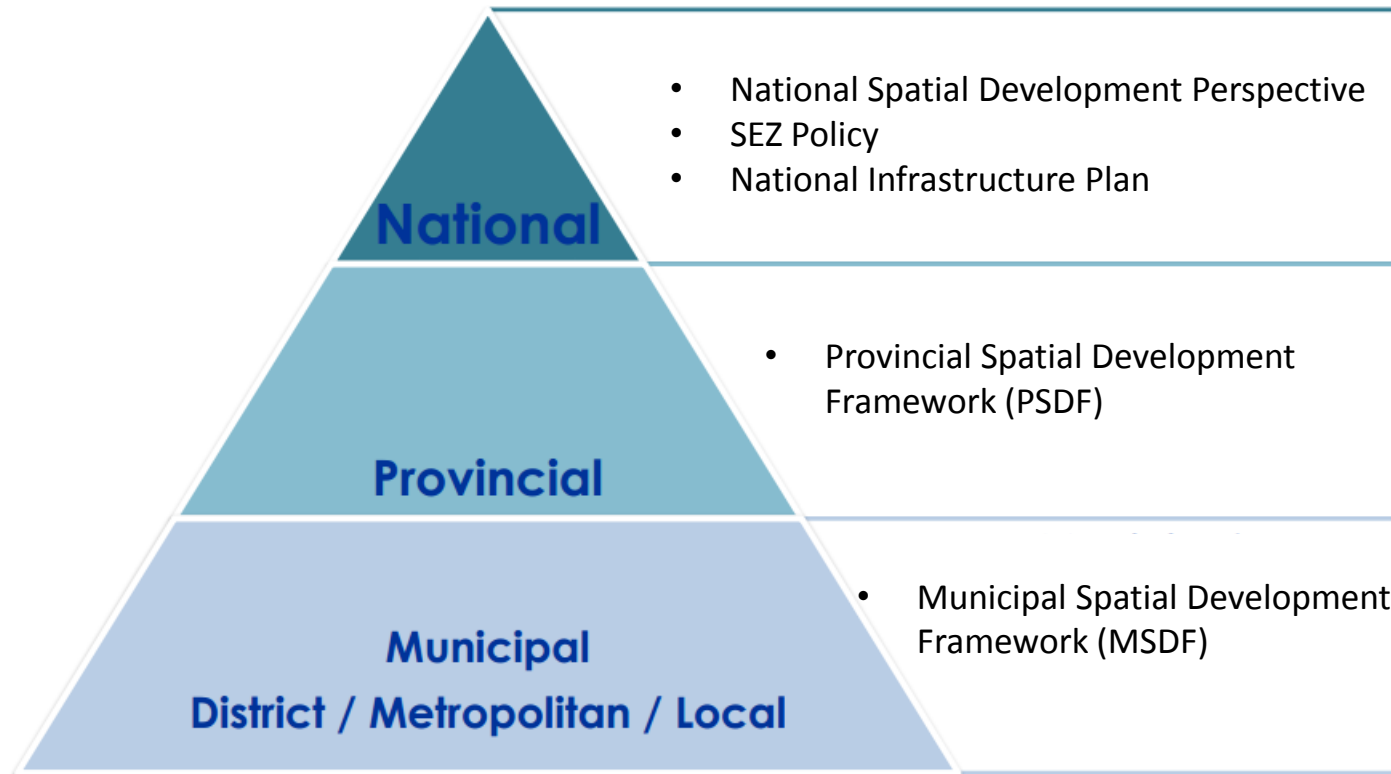 • National Spatial Development Perspective
• SEZ Policy
• National Infrastructure Plan
National
• Provincial Spatial Development
Framework (PSDF)
Provincial
• Municipal Spatial Development
Framework (MSDF)
Municipal
District / Metropolitan / Local